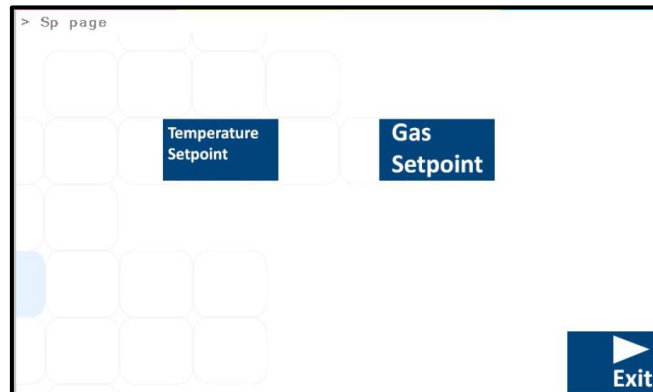 > Sp page
Temperature
Setpoint
Gas
Setpoint
Exit